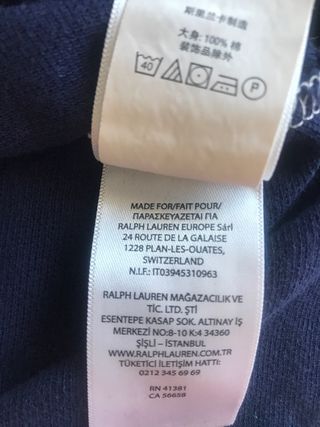 斯里兰卡制造
大身: 100% 棉
装饰品除外
40
P
MADE FOR/FAIT POUR/
ΠΑΡΑΣΚΕΥΑΖΕΤΑΙ ΓΙΑ
RALPH LAUREN EUROPE Sárl
24 ROUTE DE LA GALAISE
1228 PLAN-LES-OUATES,
SWITZERLAND
N.I.F.: IT03945310963
RALPH LAUREN MAĞAZACILIK VE
TİC. LTD. ŞTİ
ESENTEPE KASAP SOK. ALTINAY İŞ
MERKEZİ NO:8-10 K:4 34360
ŞİŞLİ – İSTANBUL
WWW.RALPHLAUREN.COM.TR
TÜKETİCİ İLETİŞİM HATTI:
0212 345 69 69
RN 41381
CA 56658